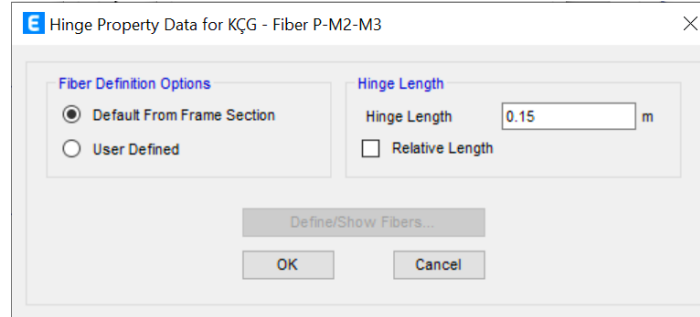 E Hinge Property Data for KÇG - Fiber P-M2-M3
Fiber Definition Options
Default From Frame Section
User Defined
Hinge Length
Hinge Length 0.15 m
Relative Length
Define/Show Fibers...
OK Cancel